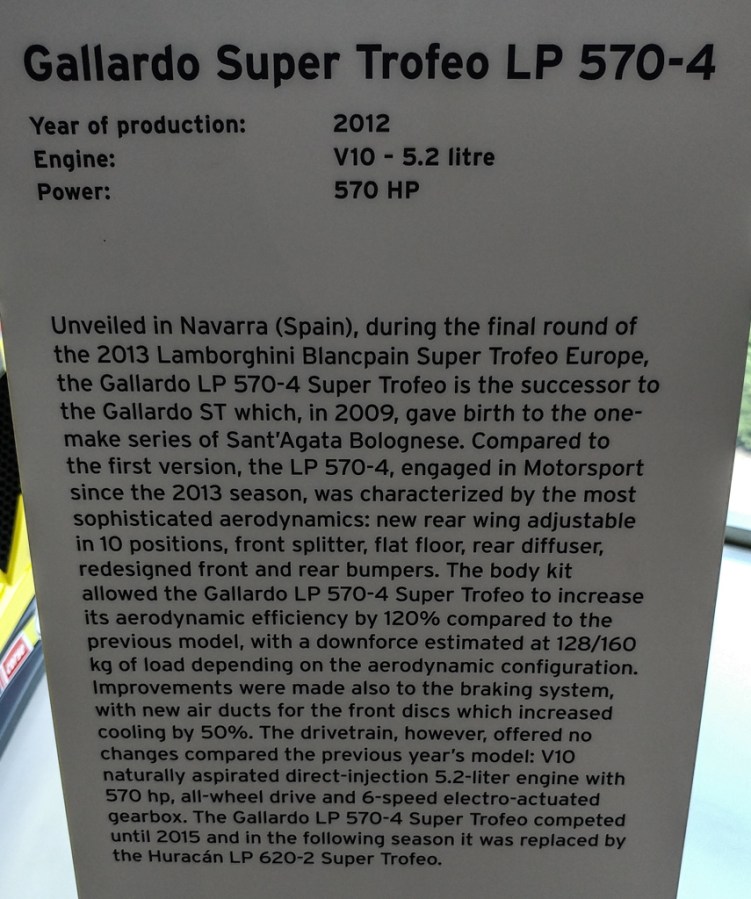 Gallardo Super Trofeo LP 570-4
Year of production: 2012
Engine: V10 - 5.2 litre
Power: 570 HP
Unveiled in Navarra (Spain), during the final round of
the 2013 Lamborghini Blancpain Super Trofeo Europe,
the Gallardo LP 570-4 Super Trofeo is the successor to
the Gallardo ST which, in 2009, gave birth to the one-
make series of Sant'Agata Bolognese. Compared to
the first version, the LP 570-4, engaged in Motorsport
since the 2013 season, was characterized by the most
sophisticated aerodynamics: new rear wing adjustable
in 10 positions, front splitter, flat floor, rear diffuser,
redesigned front and rear bumpers. The body kit
allowed the Gallardo LP 570-4 Super Trofeo to increase
its aerodynamic efficiency by 120% compared to the
previous model, with a downforce estimated at 128/160
kg of load depending on the aerodynamic configuration.
Improvements were made also to the braking system,
with new air ducts for the front discs which increased
cooling by 50%. The drivetrain, however, offered no
changes compared the previous year's model: V10
naturally aspirated direct-injection 5.2-liter engine with
570 hp, all-wheel drive and 6-speed electro-actuated
gearbox. The Gallardo LP 570-4 Super Trofeo competed
until 2015 and in the following season it was replaced by
the Huracán LP 620-2 Super Trofeo.